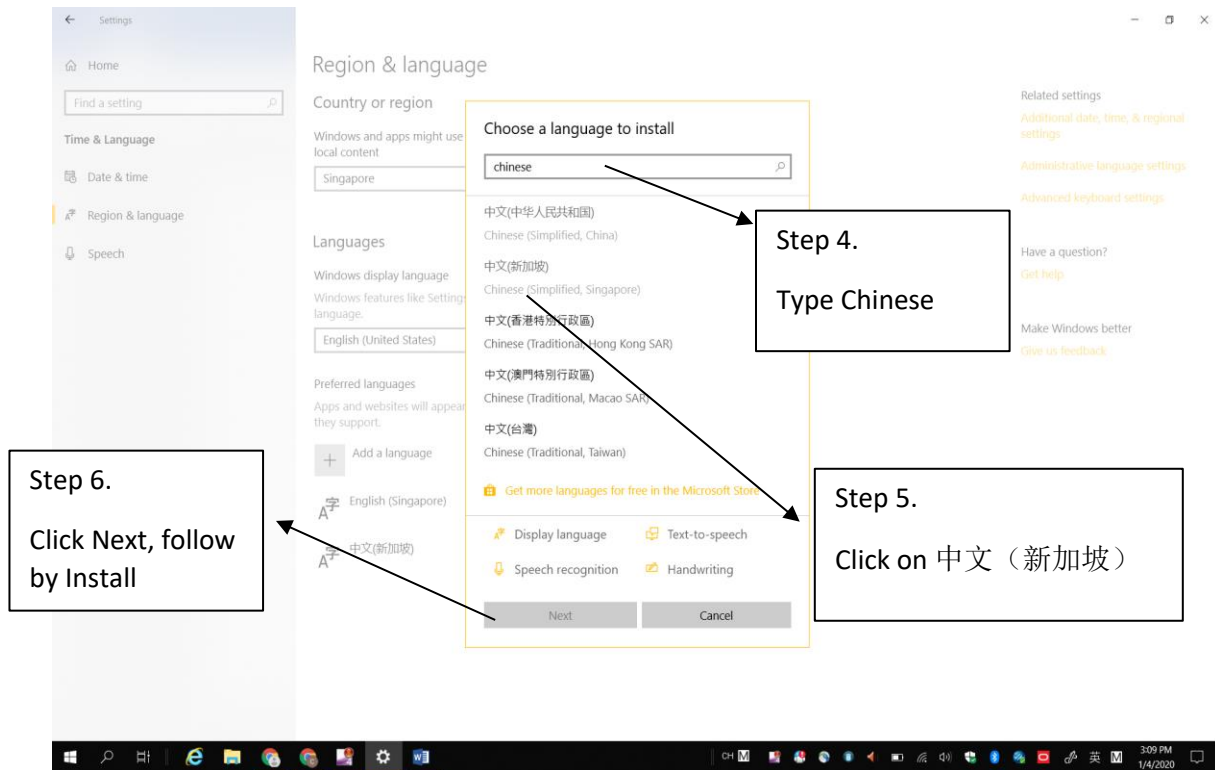 Settings
Home
Find a setting
Time & Language
Date & time
Region & language
Speech
Region & language
Country or region
Windows and apps might use
local content
Singapore
Languages
Windows display language
Windows features like Settings
language.
English (United States)
Preferred languages
Apps and websites will appear
they support.
Add a language
English (Singapore)
中文(新加坡)
Choose a language to install
chinese
中文(中华人民共和国)
Chinese (Simplified, China)
中文(新加坡)
Chinese (Simplified, Singapore)
中文(香港特別行政區)
Chinese (Traditional, Hong Kong SAR)
中文(澳門特別行政區)
Chinese (Traditional, Macao SAR)
中文(台灣)
Chinese (Traditional, Taiwan)
Get more languages for free in the Microsoft Store
Display language
Text-to-speech
Speech recognition
Handwriting
Next
Cancel
Related settings
Additional date, time, & regional
settings
Administrative language settings
Advanced keyboard settings
Have a question?
Get help
Make Windows better
Give us feedback
Step 4.
Type Chinese
Step 5.
Click on 中文（新加坡）
Step 6.
Click Next, follow
by Install
CH M
英 M
3:09 PM
1/4/2020